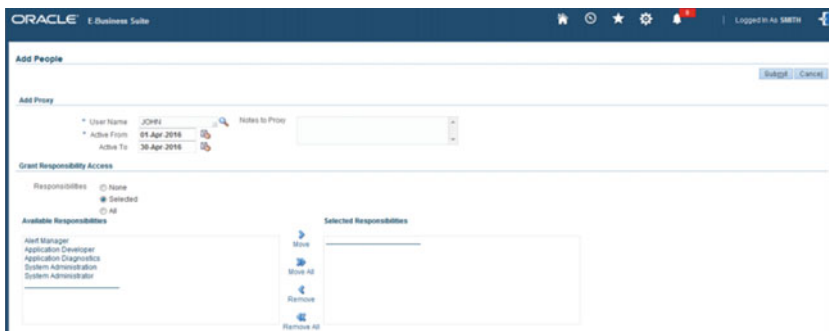 ORACLE E-Business Suite
0
Logged In As SMITH
Add People
Submit Cancel
Add Proxy
* User Name JOHN
Notes to Proxy
* Active From 01-Apr-2016
Active To 30-Apr-2016
Grant Responsibility Access
Responsibilities
None
Selected
All
Available Responsibilities
Selected Responsibilities
Alert Manager
Application Developer
Application Diagnostics
System Administration
System Administrator
Move
Move All
Remove
Remove All